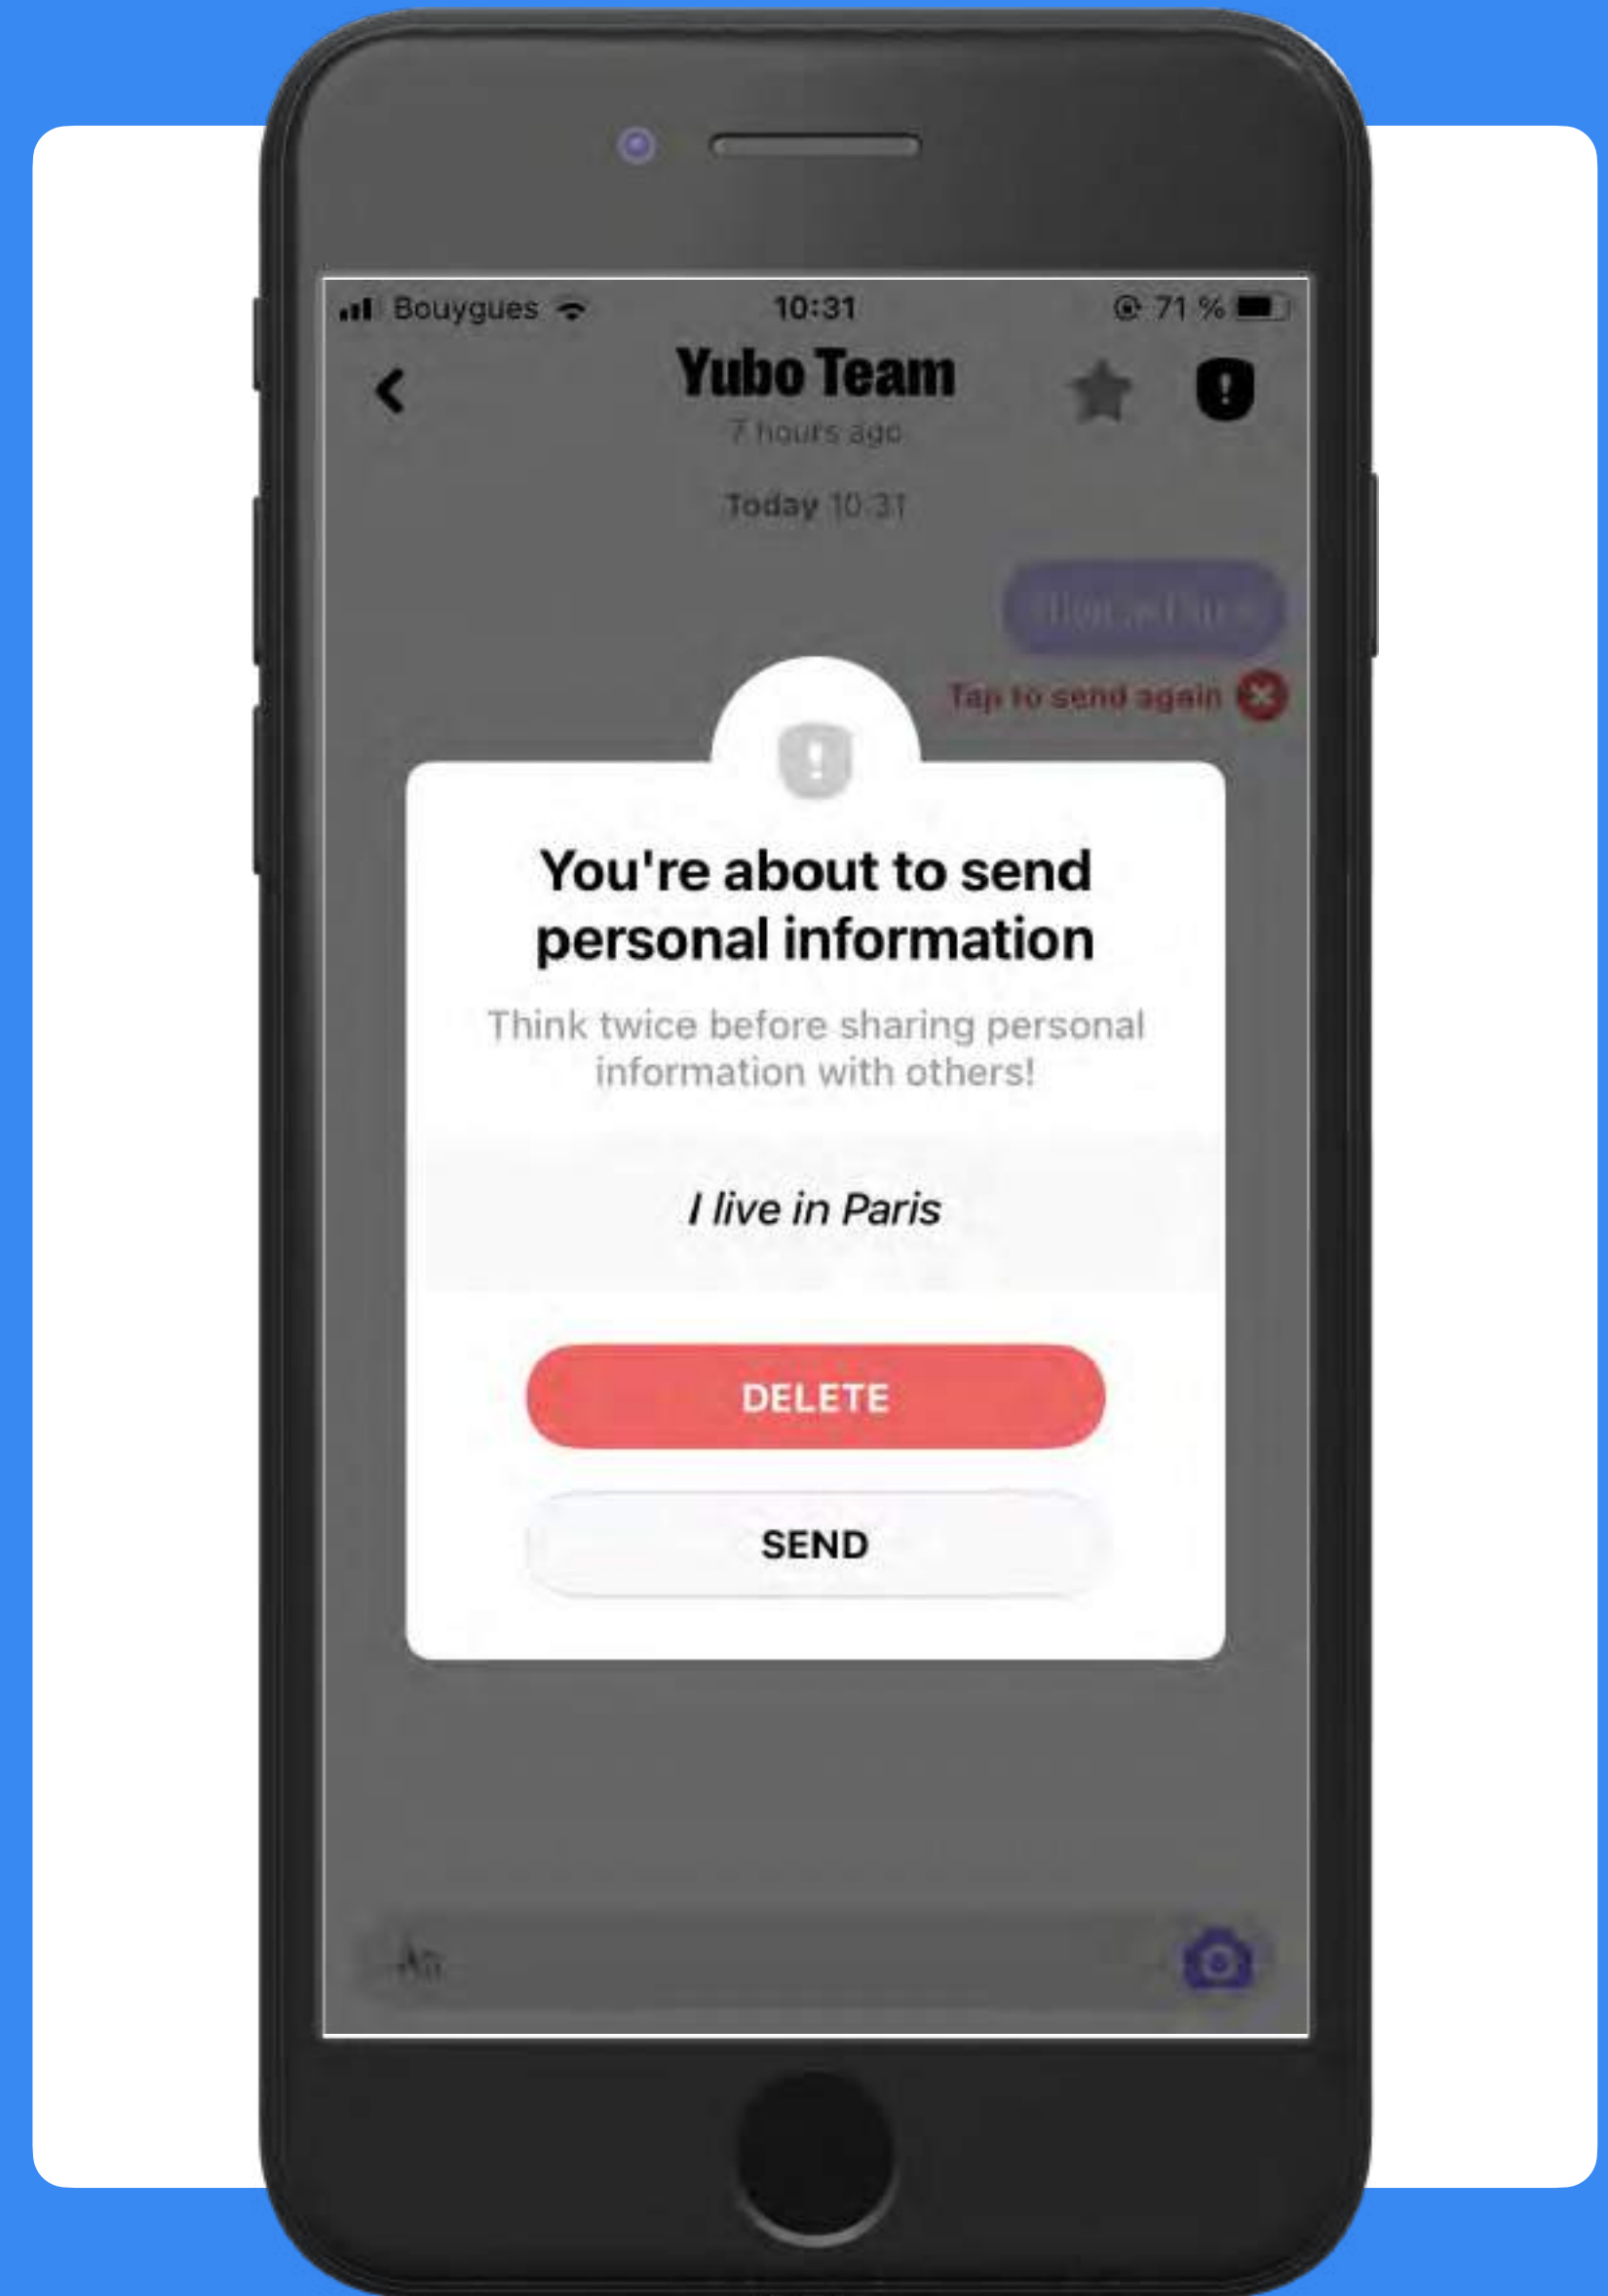 Bouygues 10:31 71 %
Yubo Team
7 hours ago
Today 10:31
Tap to send again
You're about to send
personal information
Think twice before sharing personal
information with others!
I live in Paris
DELETE
SEND